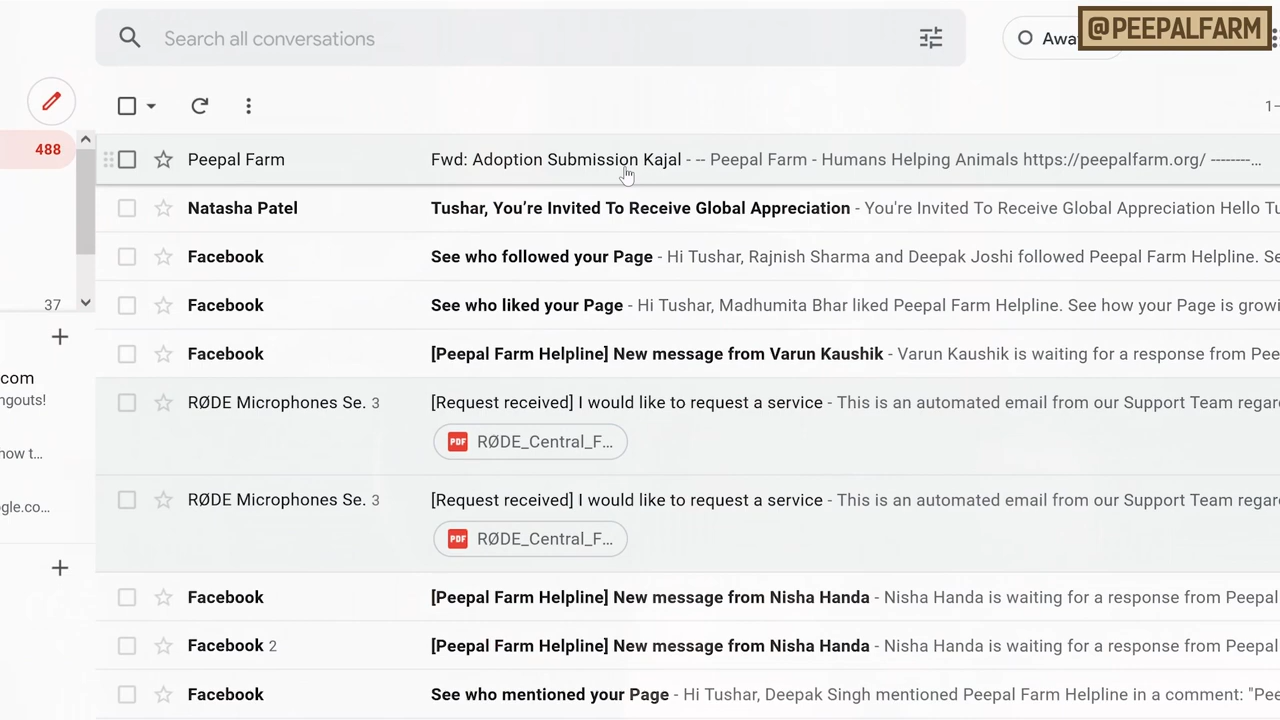 @PEEPALFARM
Search all conversations
Awa
1–
488
Peepal Farm Fwd: Adoption Submission Kajal - -- Peepal Farm - Humans Helping Animals https://peepalfarm.org/ --------...
Natasha Patel Tushar, You're Invited To Receive Global Appreciation - You're Invited To Receive Global Appreciation Hello Tu
Facebook See who followed your Page - Hi Tushar, Rajnish Sharma and Deepak Joshi followed Peepal Farm Helpline. Se
37
Facebook See who liked your Page - Hi Tushar, Madhumita Bhar liked Peepal Farm Helpline. See how your Page is growi
Facebook [Peepal Farm Helpline] New message from Varun Kaushik - Varun Kaushik is waiting for a response from Pee
com
ngouts!
RØDE Microphones Se. 3 [Request received] I would like to request a service - This is an automated email from our Support Team regar
PDF RØDE_Central_F...
now t...
RØDE Microphones Se. 3 [Request received] I would like to request a service - This is an automated email from our Support Team regar
ogle.co...
PDF RØDE_Central_F...
Facebook [Peepal Farm Helpline] New message from Nisha Handa - Nisha Handa is waiting for a response from Peepal
Facebook 2 [Peepal Farm Helpline] New message from Nisha Handa - Nisha Handa is waiting for a response from Peepal
Facebook See who mentioned your Page - Hi Tushar, Deepak Singh mentioned Peepal Farm Helpline in a comment: "Pee